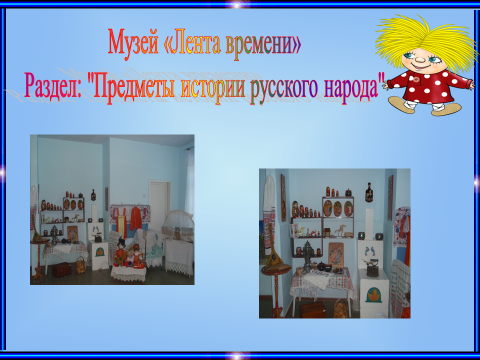 Музей «Лента времени»
Раздел: "Предметы истории русского народа"